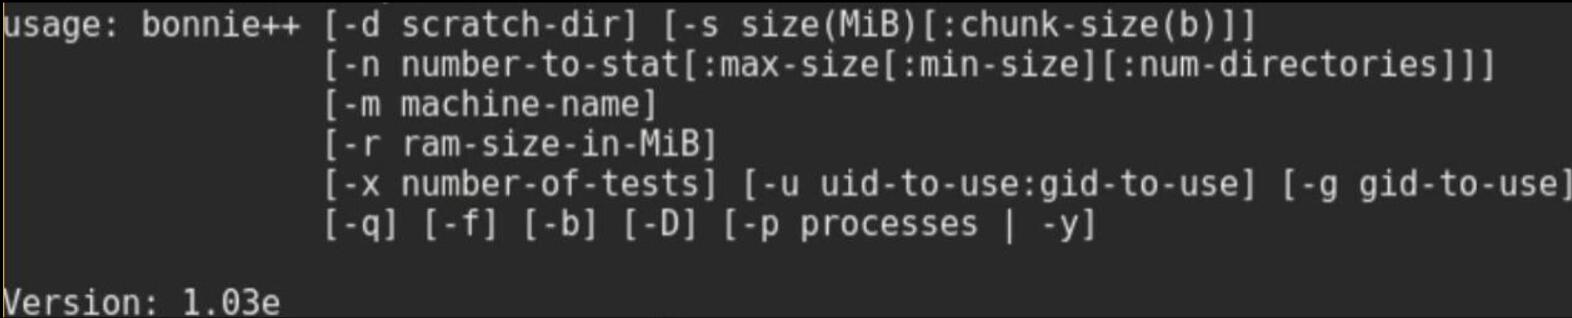 usage: bonnie++ [-d scratch-dir] [-s size(MiB)[:chunk-size(b)]]
[-n number-to-stat[:max-size[:min-size][:num-directories]]]
[-m machine-name]
[-r ram-size-in-MiB]
[-x number-of-tests] [-u uid-to-use:gid-to-use] [-g gid-to-use]
[-q] [-f] [-b] [-D] [-p processes | -y]
Version: 1.03e